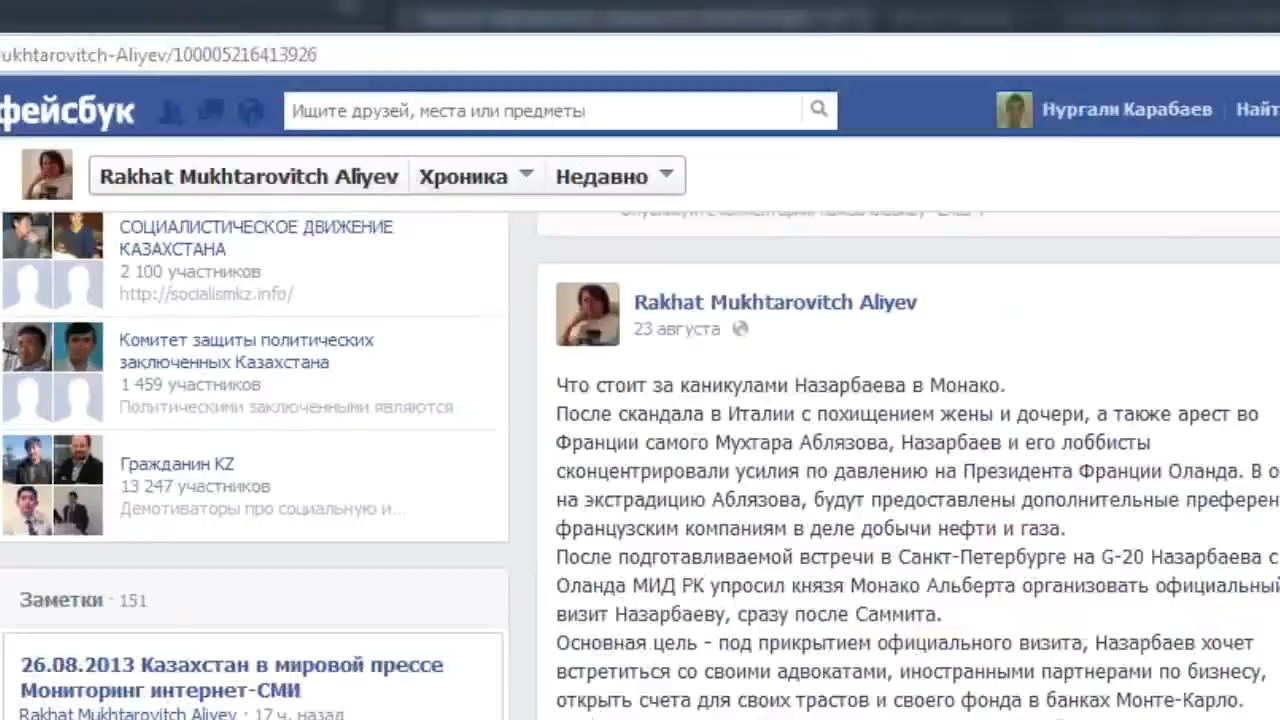 ukhtarovitch-Aliyev/100005216413926
фейсбук
Ищите друзей, места или предметы
Нургали Карабаев
Найт
Rakhat Mukhtarovitch Aliyev
Хроника
Недавно
СОЦИАЛИСТИЧЕСКОЕ ДВИЖЕНИЕ
КАЗАХСТАНА
2 100 участников
http://socialismkz.info/
Комитет защиты политических
заключенных Казахстана
1 459 участников
Политическими заключенными являются
Гражданин KZ
13 247 участников
Демотиваторы про социальную и...
Заметки · 151
26.08.2013 Казахстан в мировой прессе
Мониторинг интернет-СМИ
Rakhat Mukhtarovitch Aliyev · 17 ч. назад
Rakhat Mukhtarovitch Aliyev
23 августа
Что стоит за каникулами Назарбаева в Монако.
После скандала в Италии с похищением жены и дочери, а также арест во
Франции самого Мухтара Аблязова, Назарбаев и его лоббисты
сконцентрировали усилия по давлению на Президента Франции Оланда. В о
на экстрадицию Аблязова, будут предоставлены дополнительные преферен
французским компаниям в деле добычи нефти и газа.
После подготавливаемой встречи в Санкт-Петербурге на G-20 Назарбаева с
Оланда МИД РК упросил князя Монако Альберта организовать официальны
визит Назарбаеву, сразу после Саммита.
Основная цель - под прикрытием официального визита, Назарбаев хочет
встретиться со своими адвокатами, иностранными партнерами по бизнесу,
открыть счета для своих трастов и своего фонда в банках Монте-Карло.